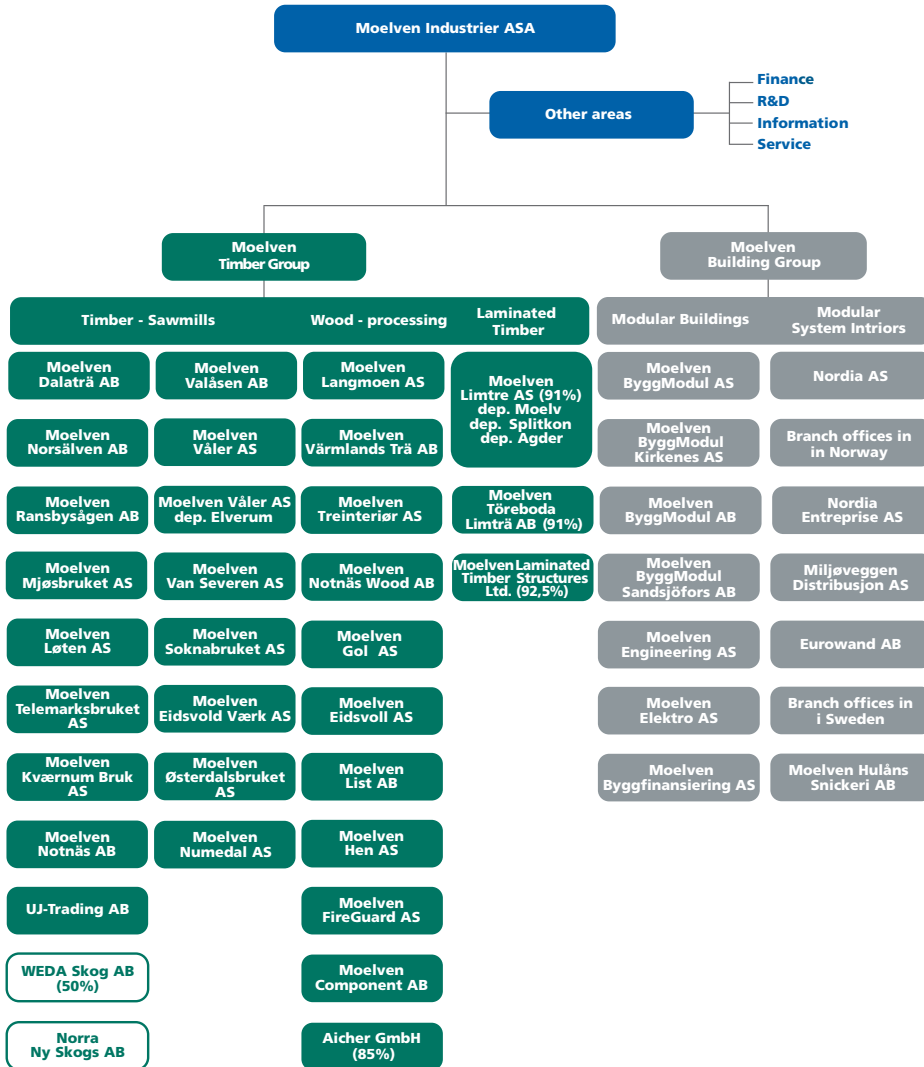 Moelven Industrier ASA
Other areas
Finance
R&D
Information
Service
Moelven
Timber Group
Moelven
Building Group
Timber - Sawmills
Wood - processing
Laminated
Timber
Modular Buildings
Modular
System Intriors
Moelven
Dalaträ AB
Moelven
Norsälven AB
Moelven
Ransbysågen AB
Moelven
Mjøsbruket AS
Moelven
Løten AS
Moelven
Telemarksbruket
AS
Moelven
Kværnum Bruk
AS
Moelven
Notnäs AB
UJ-Trading AB
WEDA Skog AB
(50%)
Norra
Ny Skogs AB
Moelven
Valåsen AB
Moelven
Våler AS
Moelven Våler AS
dep. Elverum
Moelven
Van Severen AS
Moelven
Soknabruket AS
Moelven
Eidsvold Værk AS
Moelven
Østerdalsbruket
AS
Moelven
Numedal AS
Moelven
Langmoen AS
Moelven
Värmlands Trä AB
Moelven
Treinteriør AS
Moelven
Notnäs Wood AB
Moelven
Gol AS
Moelven
Eidsvoll AS
Moelven
List AB
Moelven
Hen AS
Moelven
FireGuard AS
Moelven
Component AB
Aicher GmbH
(85%)
Moelven
Limtre AS (91%)
dep. Moelv
dep. Splitkon
dep. Agder
Moelven
Töreboda
Limträ AB (91%)
Moelven Laminated
Timber Structures
Ltd. (92,5%)
Moelven
ByggModul AS
Moelven
ByggModul
Kirkenes AS
Moelven
ByggModul AB
Moelven
ByggModul
Sandsjöfors AB
Moelven
Engineering AS
Moelven
Elektro AS
Moelven
Byggfinansiering AS
Nordia AS
Branch offices in
in Norway
Nordia
Entreprise AS
Miljøveggen
Distribusjon AS
Eurowand AB
Branch offices in
i Sweden
Moelven Hulåns
Snickeri AB